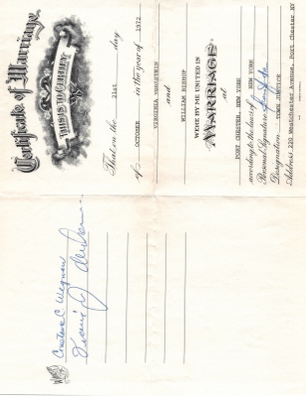 Certificate of Marriage
THIS IS TO CERTIFY
That on the 21st day
of OCTOBER in the year of 1972
VIRGINIA
and
WILLIAM BISHOP
WERE BY ME UNITED IN
MARRIAGE
at
PORT CHESTER, NEW YORK
according to the laws of NEW YORK
Personal Signature
Designation TOWN JUSTICE
Address 220 Westchester Avenue, Port Chester NY